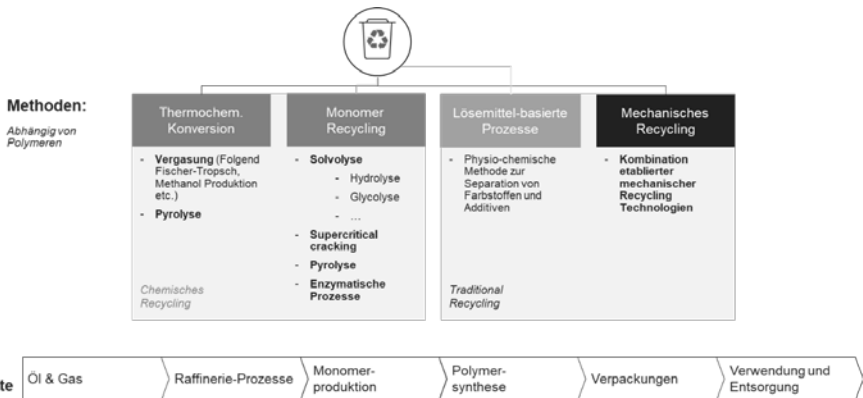 Methoden:
Abhängig von
Polymeren
Thermochem.
Konversion
- Vergasung (Folgend
Fischer-Tropsch,
Methanol Produktion
etc.)
- Pyrolyse
Chemisches
Recycling
Monomer
Recycling
- Solvolyse
- Hydrolyse
- Glycolyse
- ...
- Supercritical
cracking
- Pyrolyse
- Enzymatische
Prozesse
Lösemittel-basierte
Prozesse
- Physio-chemische
Methode zur
Separation von
Farbstoffen und
Additiven
Traditional
Recycling
Mechanisches
Recycling
- Kombination
etablierter
mechanischer
Recycling
Technologien
te
Öl & Gas
Raffinerie-Prozesse
Monomer-
produktion
Polymer-
synthese
Verpackungen
Verwendung und
Entsorgung